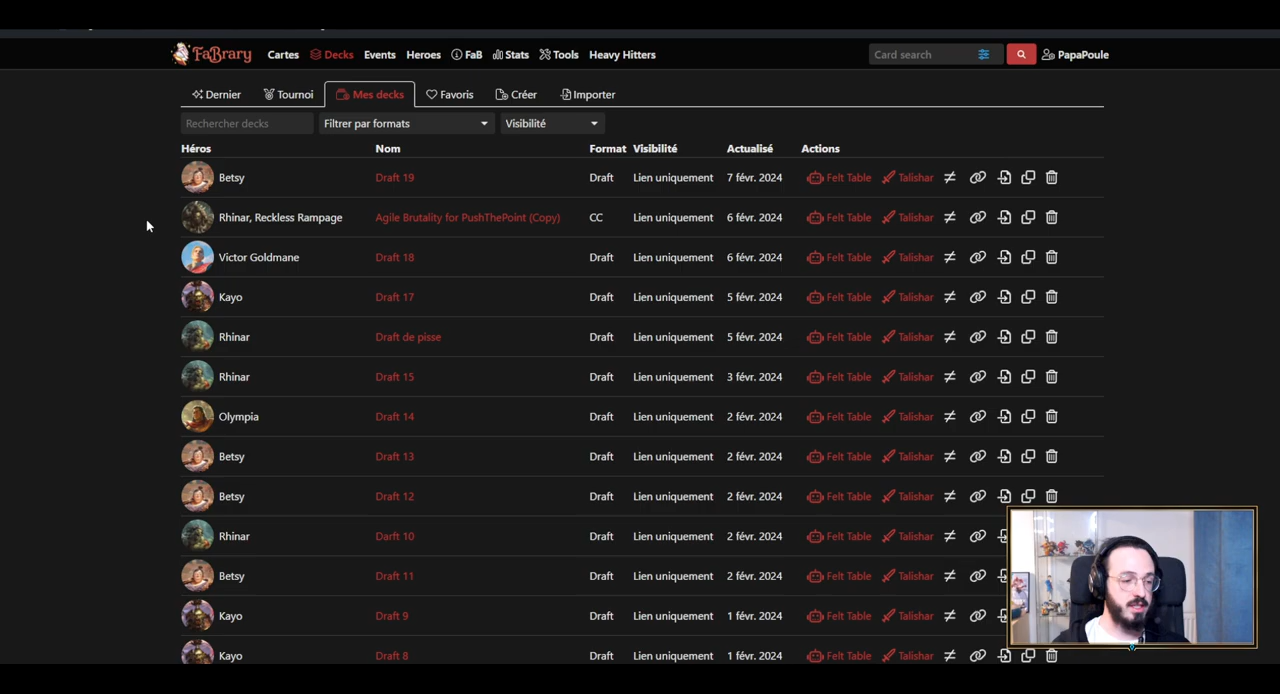 FaBrary Cartes Decks Events Heroes FaB Stats Tools Heavy Hitters Card search PapaPoule
Dernier Tournoi Mes decks Favoris Créer Importer
Rechercher decks Filtrer par formats Visibilité
Héros Nom Format Visibilité Actualisé Actions
Betsy Draft 19 Draft Lien uniquement 7 févr. 2024 Felt Table Talishar
Rhinar, Reckless Rampage Agile Brutality for PushThePoint (Copy) CC Lien uniquement 6 févr. 2024 Felt Table Talishar
Victor Goldmane Draft 18 Draft Lien uniquement 6 févr. 2024 Felt Table Talishar
Kayo Draft 17 Draft Lien uniquement 5 févr. 2024 Felt Table Talishar
Rhinar Draft de pisse Draft Lien uniquement 5 févr. 2024 Felt Table Talishar
Rhinar Draft 15 Draft Lien uniquement 3 févr. 2024 Felt Table Talishar
Olympia Draft 14 Draft Lien uniquement 2 févr. 2024 Felt Table Talishar
Betsy Draft 13 Draft Lien uniquement 2 févr. 2024 Felt Table Talishar
Betsy Draft 12 Draft Lien uniquement 2 févr. 2024 Felt Table Talishar
Rhinar Darft 10 Draft Lien uniquement 2 févr. 2024 Felt Table Talishar
Betsy Draft 11 Draft Lien uniquement 2 févr. 2024 Felt Table Talishar
Kayo Draft 9 Draft Lien uniquement 1 févr. 2024 Felt Table Talishar
Kayo Draft 8 Draft Lien uniquement 1 févr. 2024 Felt Table Talishar